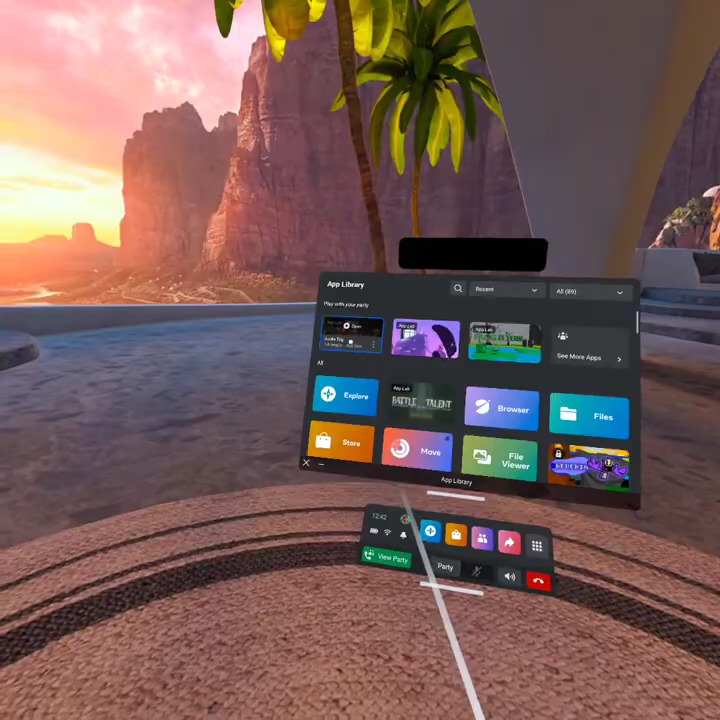 App Library
Recent
All (89)
Play with your party
Open
App Lab
App Lab
See More Apps
All
Explore
App Lab
BATTLE TALENT
Browser
Files
Store
Move
File Viewer
App Library
12:42
View Party
Party